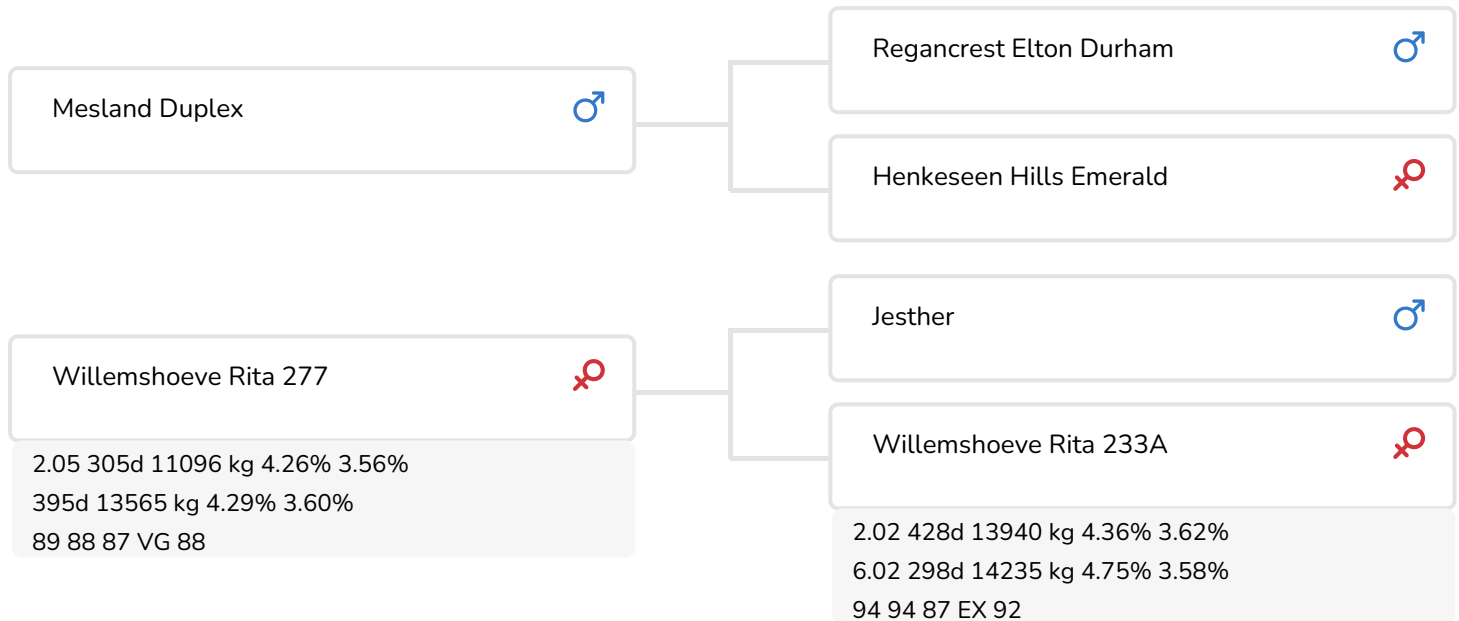 Regancrest Elton Durham
Mesland Duplex
Henkeseen Hills Emerald
Jesther
Willemshoeve Rita 277
2.05 305d 11096 kg 4.26% 3.56%
395d 13565 kg 4.29% 3.60%
89 88 87 VG 88
Willemshoeve Rita 233A
2.02 428d 13940 kg 4.36% 3.62%
6.02 298d 14235 kg 4.75% 3.58%
94 94 87 EX 92